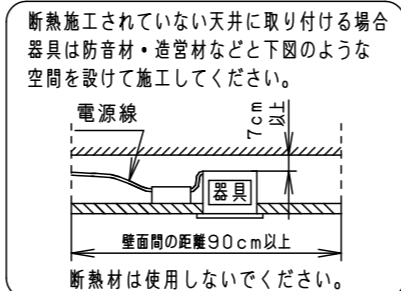 断熱施工されていない天井に取り付ける場合
器具は防音材・造営材などと下図のような
空間を設けて施工してください。
電源線
7cm
以上
器具
壁面間の距離90cm以上
断熱材は使用しないでください。